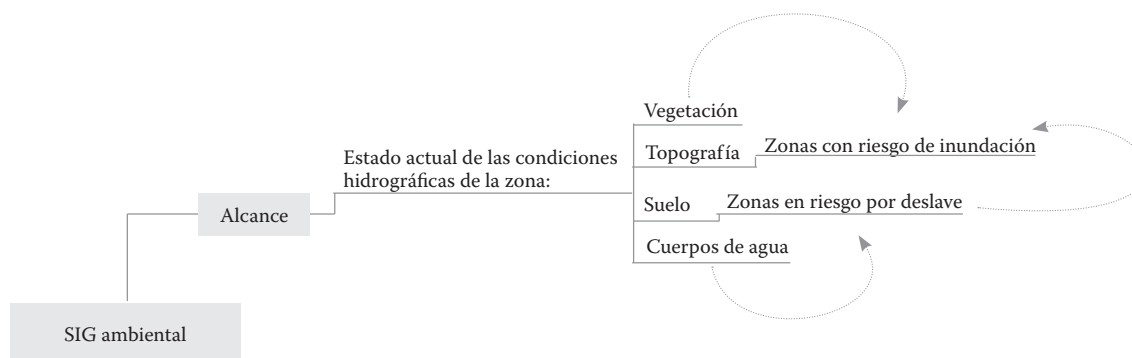 Vegetación
Topografía
Zonas con riesgo de inundación
Estado actual de las condiciones
hidrográficas de la zona:
Suelo
Zonas en riesgo por deslave
Alcance
Cuerpos de agua
SIG ambiental